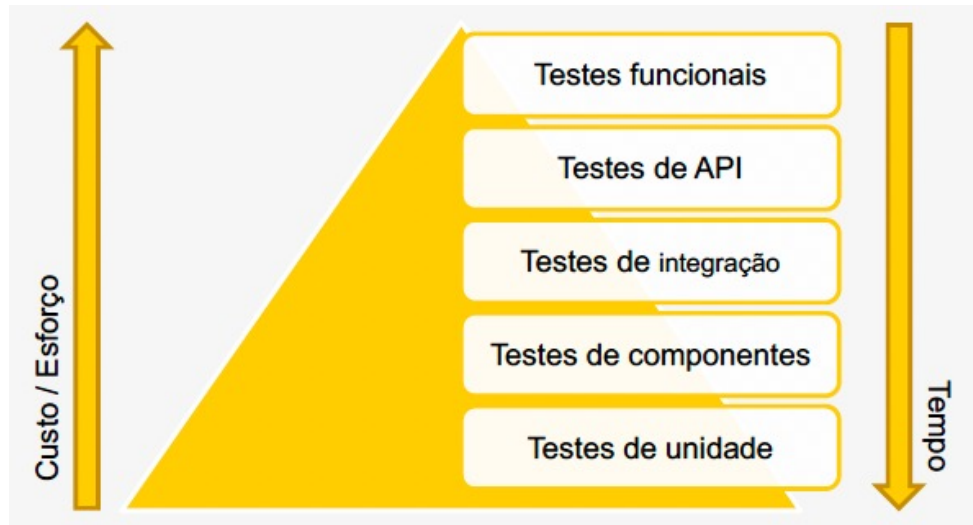 Testes funcionais
Testes de API
Testes de integração
Testes de componentes
Testes de unidade
Custo / Esforço
Tempo